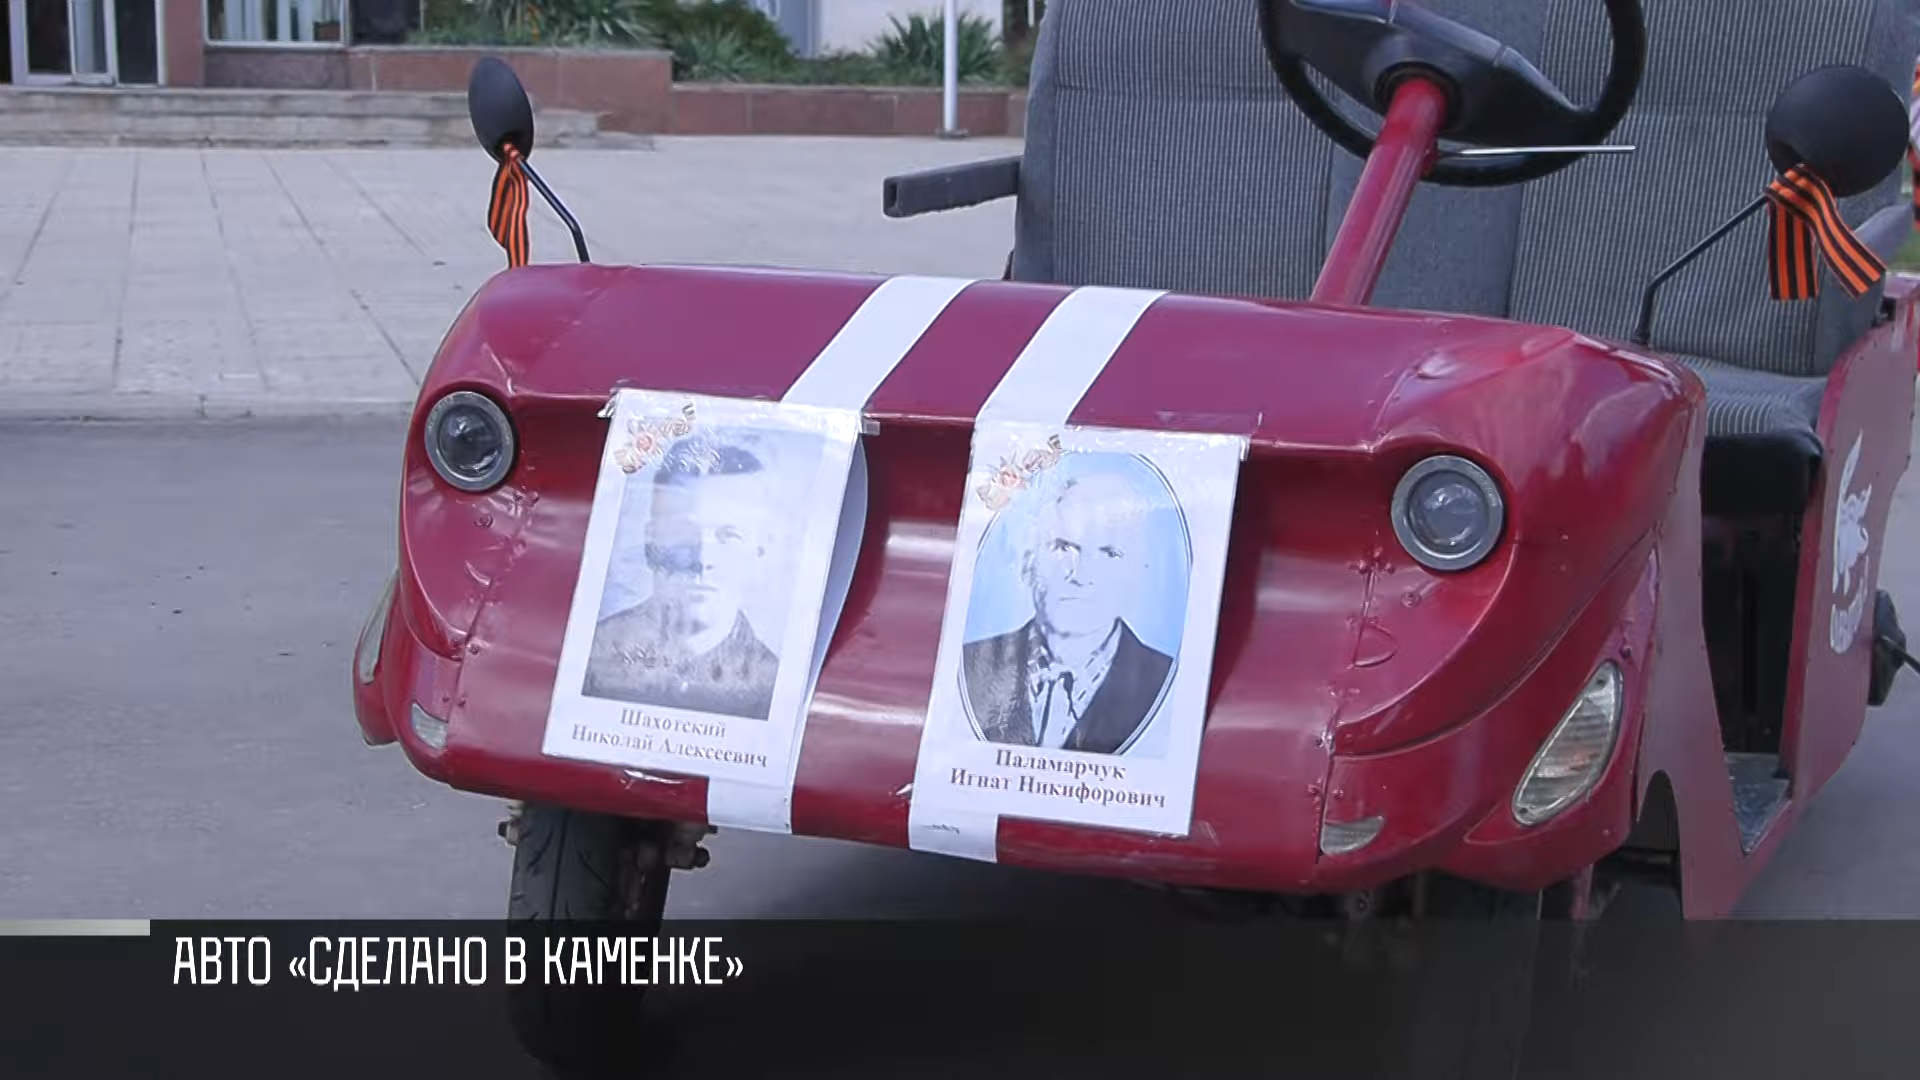 Шахотский
Николай Алексеевич
Паламарчук
Игнат Никифорович
АВТО «СДЕЛАНО В КАМЕНКЕ»